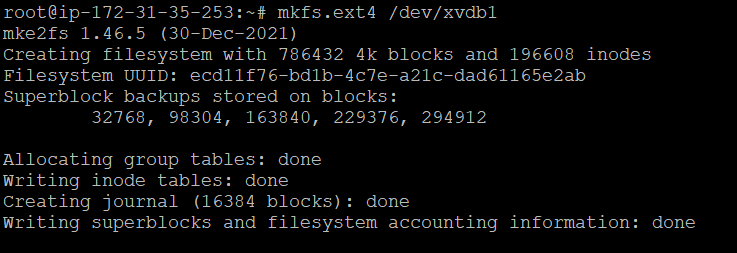 root@ip-172-31-35-253:~# mkfs.ext4 /dev/xvdb1
mke2fs 1.46.5 (30-Dec-2021)
Creating filesystem with 786432 4k blocks and 196608 inodes
Filesystem UUID: ecd11f76-bd1b-4c7e-a21c-dad61165e2ab
Superblock backups stored on blocks:
        32768, 98304, 163840, 229376, 294912

Allocating group tables: done
Writing inode tables: done
Creating journal (16384 blocks): done
Writing superblocks and filesystem accounting information: done